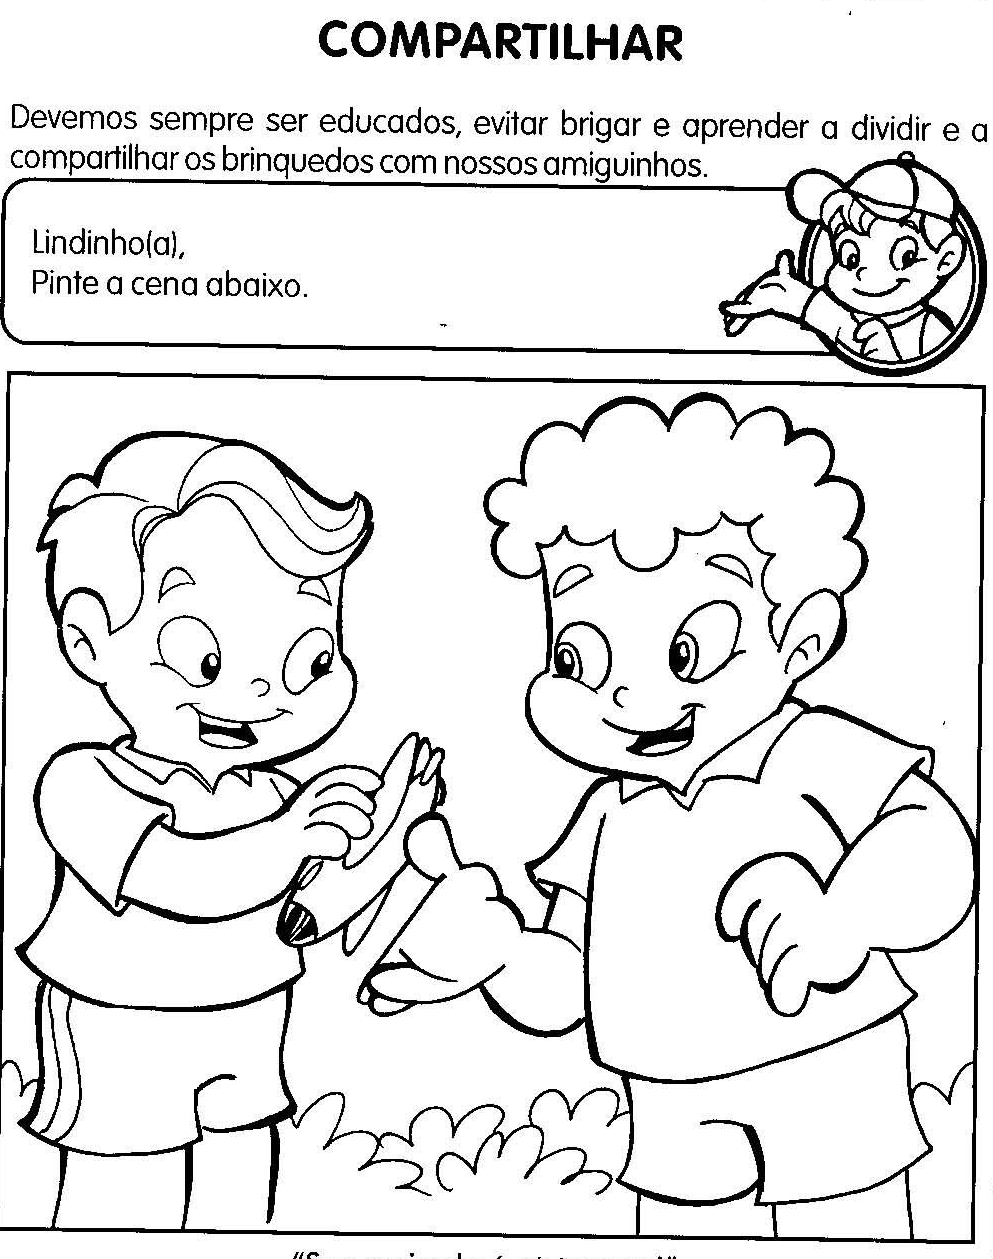 COMPARTILHAR
Devemos sempre ser educados, evitar brigar e aprender a dividir e a
compartilhar os brinquedos com nossos amiguinhos.
Lindinho(a),
Pinte a cena abaixo.